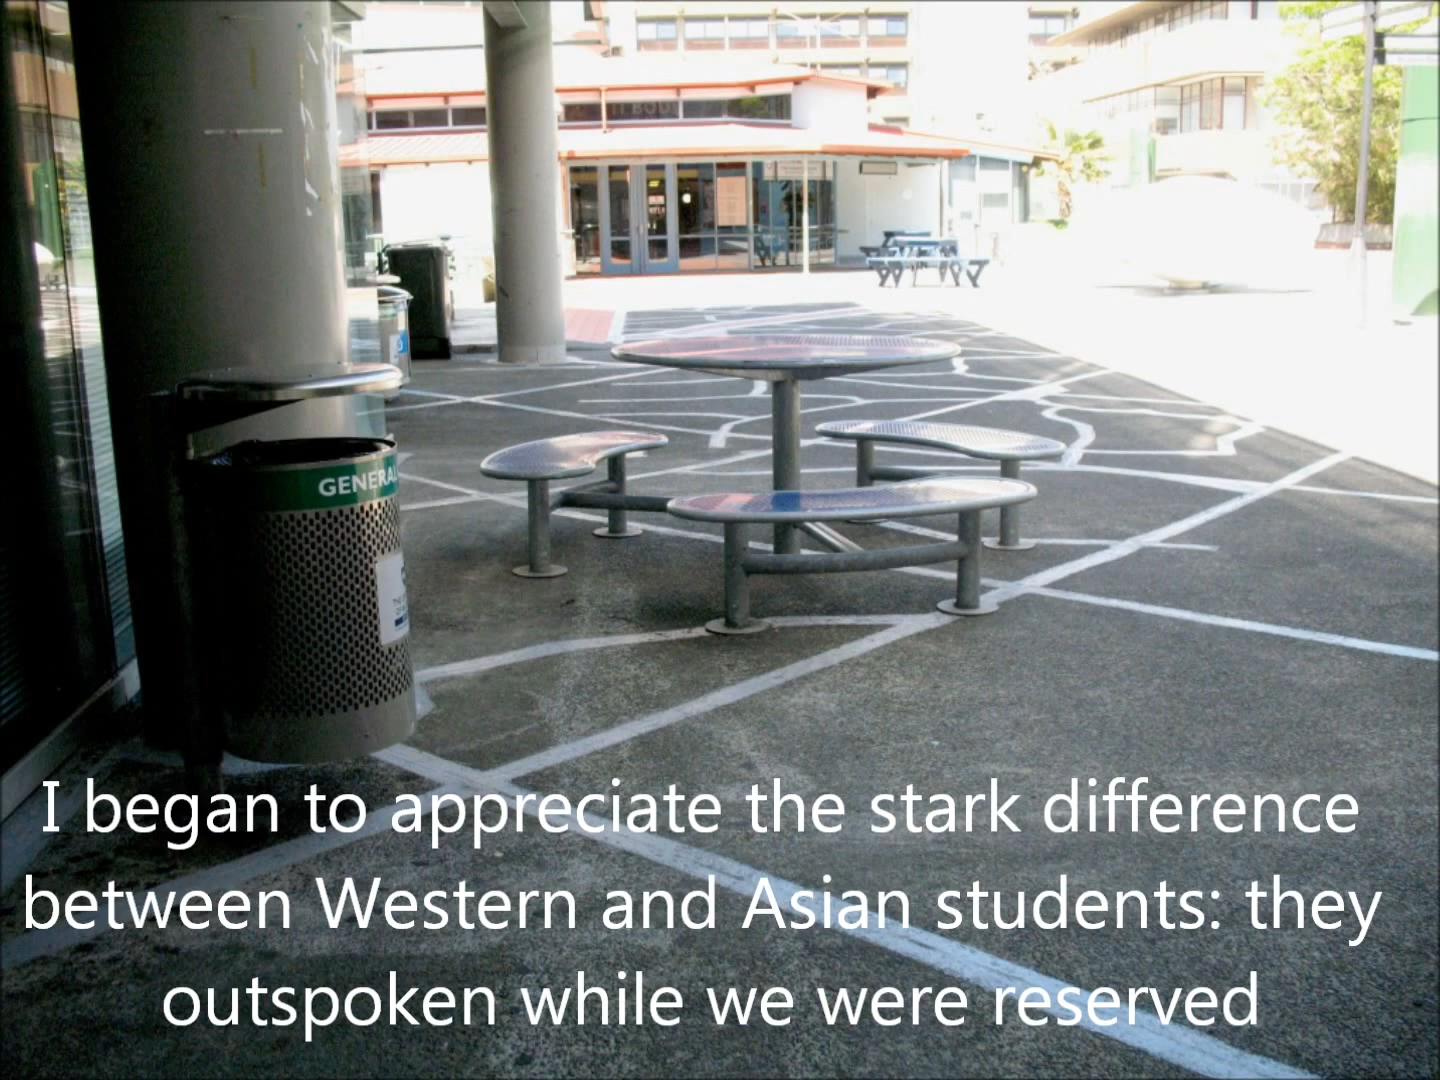 GENERAL
I began to appreciate the stark difference
between Western and Asian students: they
outspoken while we were reserved